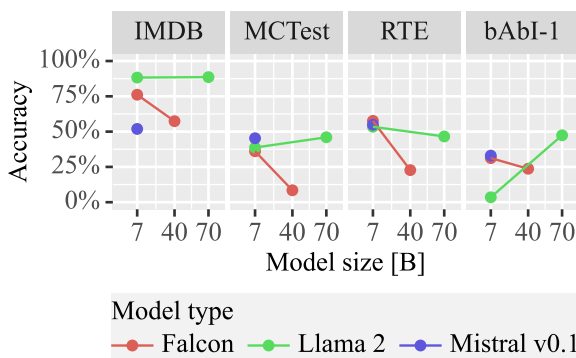 IMDB MCTest RTE bAbI-1
100%
75%
50%
25%
0%
Accuracy
7 40 70 7 40 70 7 40 70 7 40 70
Model size [B]
Model type
Falcon Llama 2 Mistral v0.1